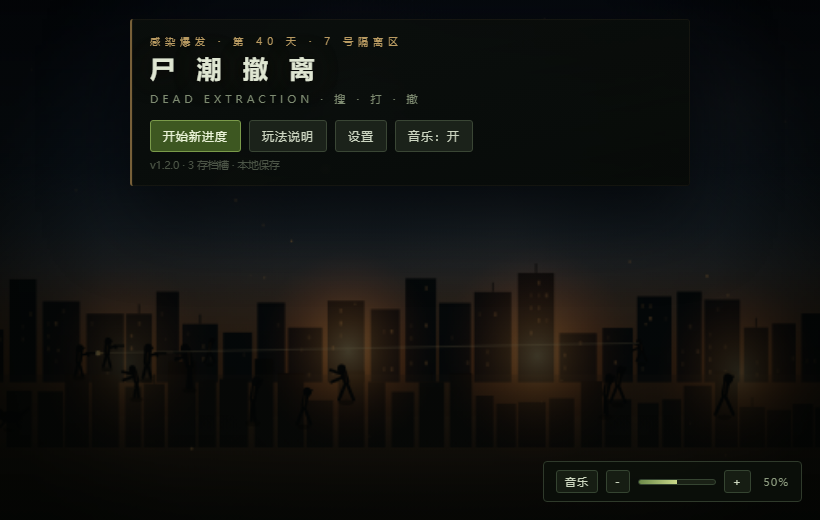 感染爆发 · 第 40 天 · 7 号隔离区
尸潮撤离
DEAD EXTRACTION · 搜 · 打 · 撤
开始新进度 玩法说明 设置 音乐：开
v1.2.0 · 3 存档槽 · 本地保存
音乐 - + 50%